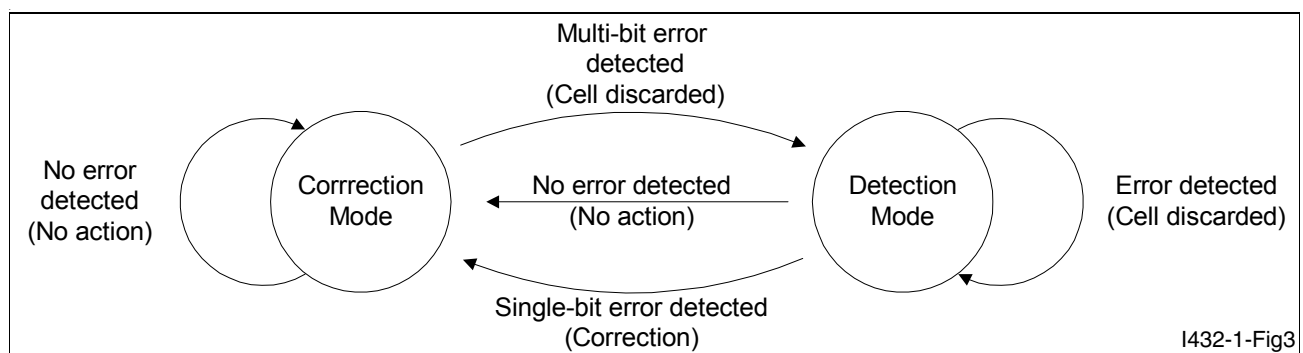 Multi-bit error
detected
(Cell discarded)
No error
detected
(No action)
Corrrection
Mode
No error detected
(No action)
Detection
Mode
Error detected
(Cell discarded)
Single-bit error detected
(Correction)
I432-1-Fig3